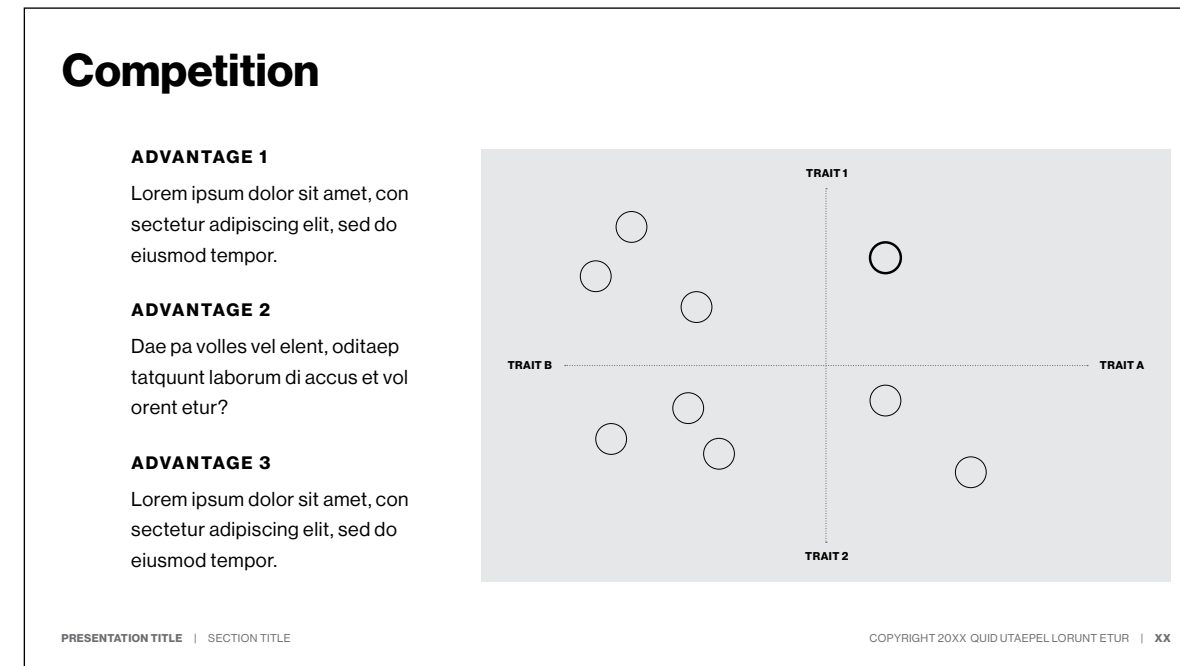 Competition
ADVANTAGE 1
Lorem ipsum dolor sit amet, con
sectetur adipiscing elit, sed do
eiusmod tempor.
ADVANTAGE 2
Dae pa volles vel elent, oditaep
tatquunt laborum di accus et vol
orent etur?
ADVANTAGE 3
Lorem ipsum dolor sit amet, con
sectetur adipiscing elit, sed do
eiusmod tempor.
TRAIT 1
TRAIT B
TRAIT A
TRAIT 2
PRESENTATION TITLE | SECTION TITLE
COPYRIGHT 20XX QUID UTAEPEL LORUNT ETUR | XX